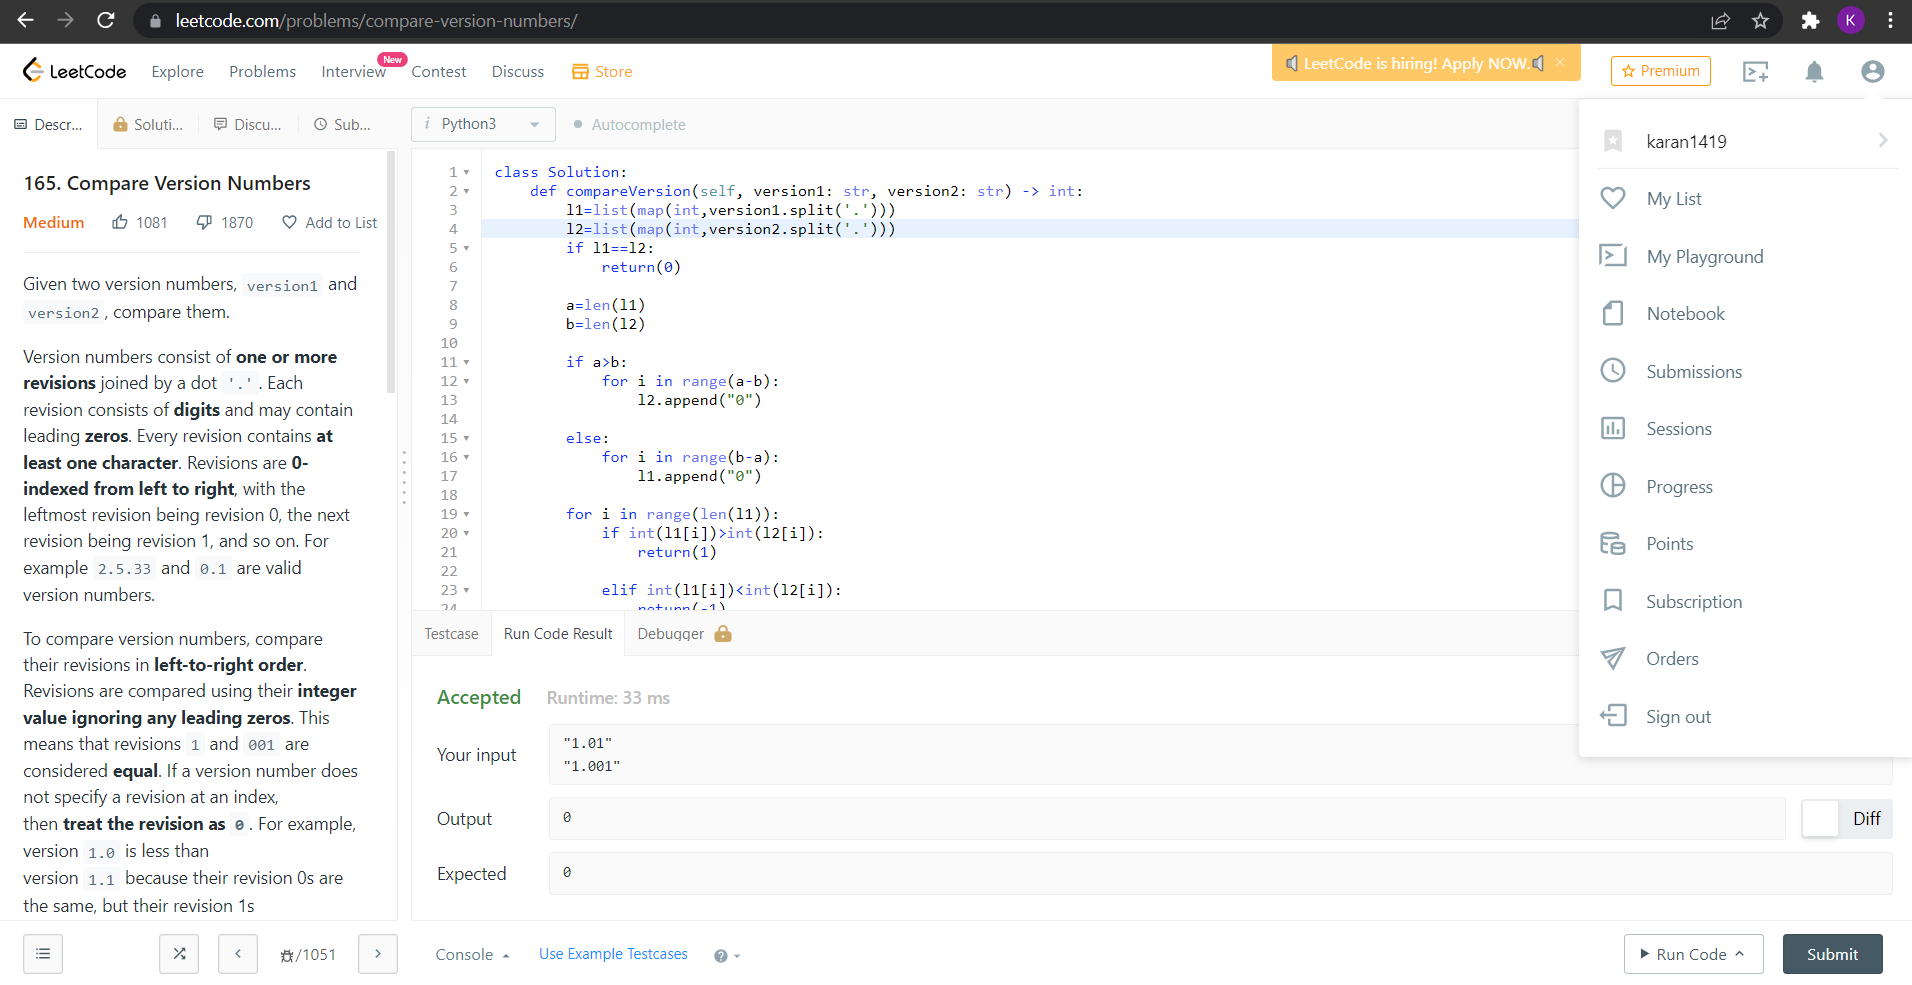 leetcode.com/problems/compare-version-numbers/
K
LeetCode
Explore
Problems
Interview
New
Contest
Discuss
Store
LeetCode is hiring! Apply NOW.
Premium
Descr...
Soluti...
Discu...
Sub...
i Python3
Autocomplete
165. Compare Version Numbers
Medium
1081
1870
Add to List
Given two version numbers, version1 and
version2 , compare them.
Version numbers consist of one or more
revisions joined by a dot '.' . Each
revision consists of digits and may contain
leading zeros. Every revision contains at
least one character. Revisions are 0-
indexed from left to right, with the
leftmost revision being revision 0, the next
revision being revision 1, and so on. For
example 2.5.33 and 0.1 are valid
version numbers.
To compare version numbers, compare
their revisions in left-to-right order.
Revisions are compared using their integer
value ignoring any leading zeros. This
means that revisions 1 and 001 are
considered equal. If a version number does
not specify a revision at an index,
then treat the revision as 0 . For example,
version 1.0 is less than
version 1.1 because their revision 0s are
the same, but their revision 1s
/1051
1 class Solution:
2 def compareVersion(self, version1: str, version2: str) -> int:
3 l1=list(map(int,version1.split('.')))
4 l2=list(map(int,version2.split('.')))
5 if l1==l2:
6 return(0)
7
8 a=len(l1)
9 b=len(l2)
10
11 if a>b:
12 for i in range(a-b):
13 l2.append("0")
14
15 else:
16 for i in range(b-a):
17 l1.append("0")
18
19 for i in range(len(l1)):
20 if int(l1[i])>int(l2[i]):
21 return(1)
22
23 elif int(l1[i])<int(l2[i]):
24 return(-1)
Testcase
Run Code Result
Debugger
Accepted
Runtime: 33 ms
Your input
"1.01"
"1.001"
Output
0
Diff
Expected
0
Console
Use Example Testcases
?
Run Code
Submit
karan1419
My List
My Playground
Notebook
Submissions
Sessions
Progress
Points
Subscription
Orders
Sign out